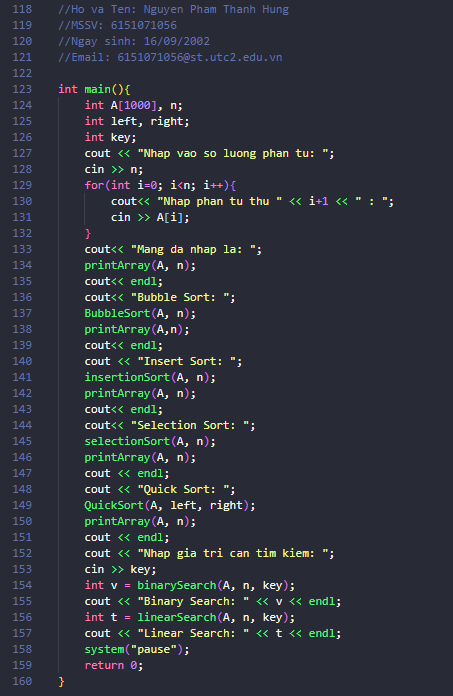 118 //Ho va Ten: Nguyen Pham Thanh Hung
119 //MSSV: 6151071056
120 //Ngay sinh: 16/09/2002
121 //Email: 6151071056@st.utc2.edu.vn
122
123 int main(){
124 int A[1000], n;
125 int left, right;
126 int key;
127 cout << "Nhap vao so luong phan tu: ";
128 cin >> n;
129 for(int i=0; i<n; i++){
130 cout<< "Nhap phan tu thu " << i+1 << " : ";
131 cin >> A[i];
132 }
133 cout<< "Mang da nhap la: ";
134 printArray(A, n);
135 cout<< endl;
136 cout<< "Bubble Sort: ";
137 BubbleSort(A, n);
138 printArray(A,n);
139 cout<< endl;
140 cout << "Insert Sort: ";
141 insertionSort(A, n);
142 printArray(A, n);
143 cout<< endl;
144 cout<< "Selection Sort: ";
145 selectionSort(A, n);
146 printArray(A, n);
147 cout << endl;
148 cout << "Quick Sort: ";
149 QuickSort(A, left, right);
150 printArray(A, n);
151 cout << endl;
152 cout << "Nhap gia tri can tim kiem: ";
153 cin >> key;
154 int v = binarySearch(A, n, key);
155 cout << "Binary Search: " << v << endl;
156 int t = linearSearch(A, n, key);
157 cout << "Linear Search: " << t << endl;
158 system("pause");
159 return 0;
160 }